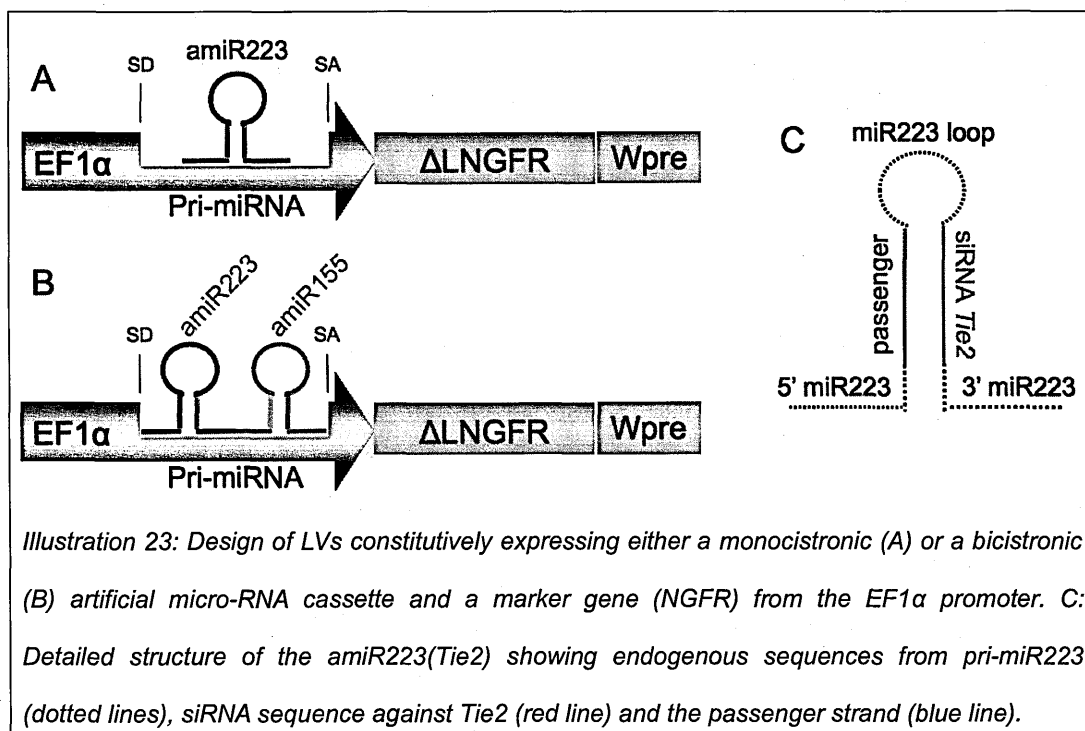 A
amiR223
SD
SA
EF1α
ΔLNGFR
Wpre
Pri-miRNA
B
amiR223
amiR155
SD
SA
EF1α
ΔLNGFR
Wpre
Pri-miRNA
C
miR223 loop
passenger
siRNA Tie2
5' miR223
3' miR223
Illustration 23: Design of LVs constitutively expressing either a monocistronic (A) or a bicistronic
(B) artificial micro-RNA cassette and a marker gene (NGFR) from the EF1α promoter. C:
Detailed structure of the amiR223(Tie2) showing endogenous sequences from pri-miR223
(dotted lines), siRNA sequence against Tie2 (red line) and the passenger strand (blue line).